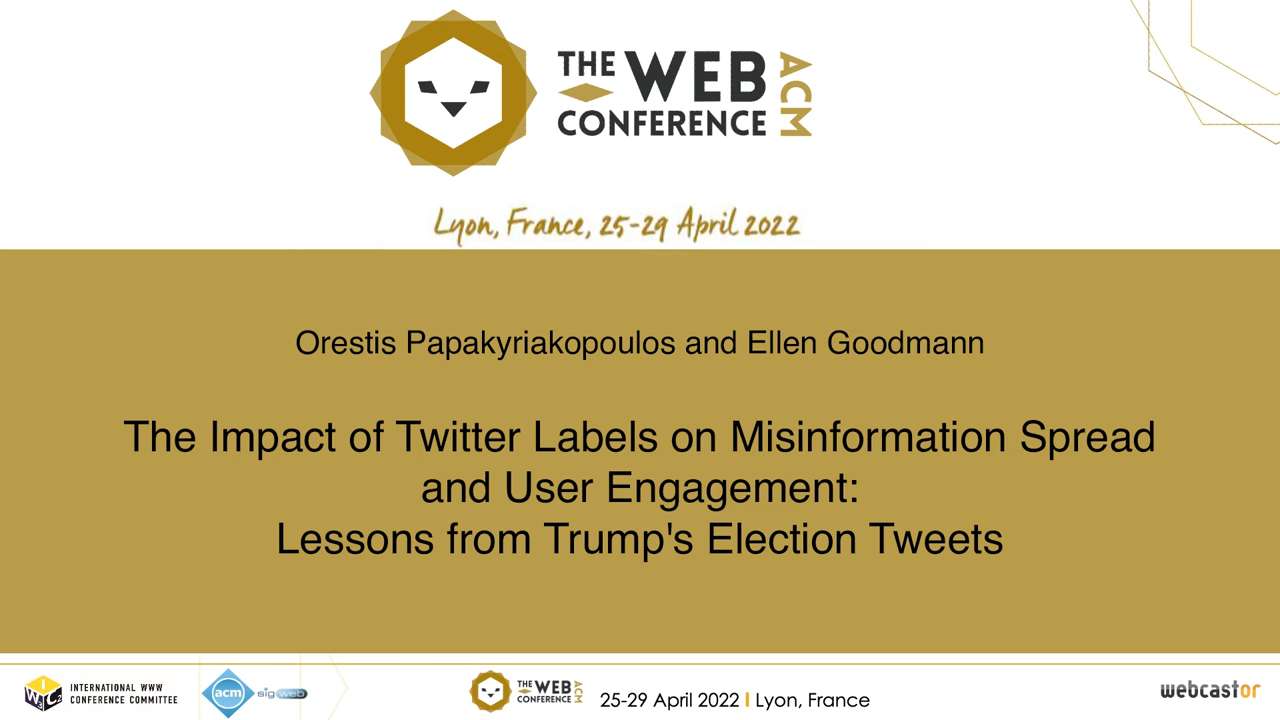 THE WEB CONFERENCE ACM
Lyon, France, 25-29 April 2022
Orestis Papakyriakopoulos and Ellen Goodmann
The Impact of Twitter Labels on Misinformation Spread
and User Engagement:
Lessons from Trump's Election Tweets
IW3C2
INTERNATIONAL WWW
CONFERENCE COMMITTEE
acm
sigweb
THE WEB CONFERENCE ACM
25-29 April 2022 I Lyon, France
webcastor